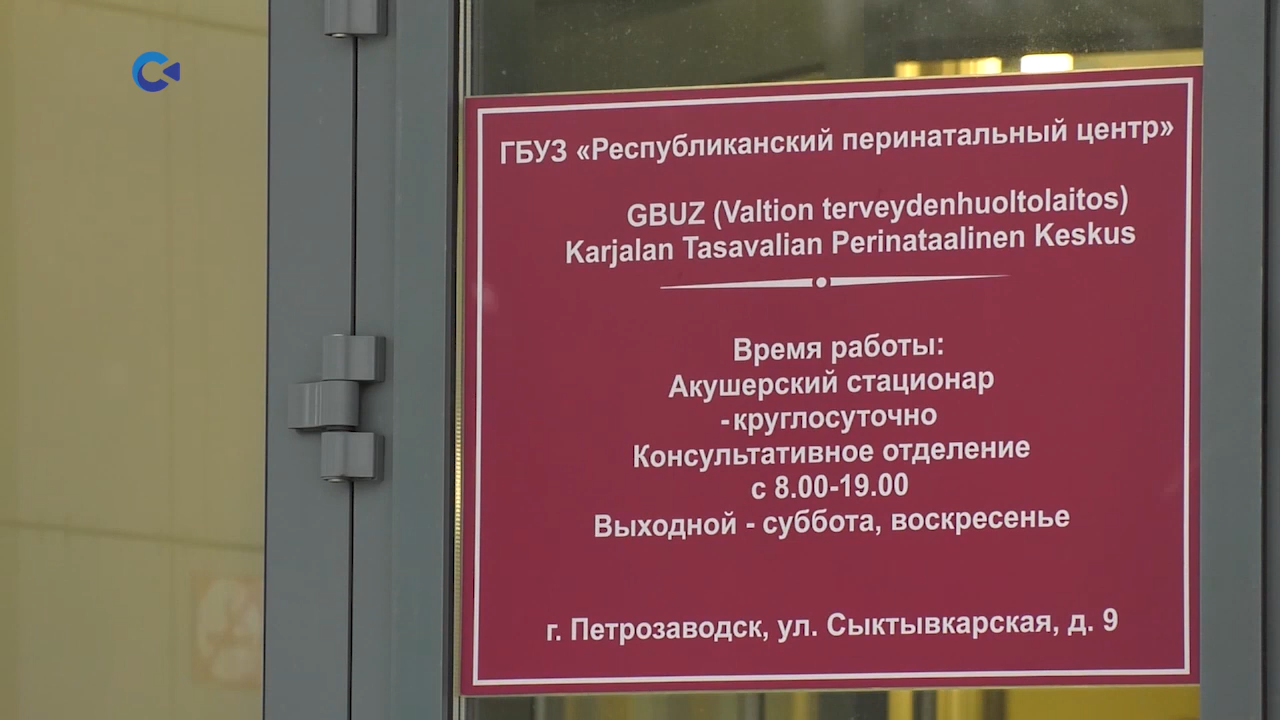 ГБУЗ «Республиканский перинатальный центр»
GBUZ (Valtion terveydenhuoltolaitos)
Karjalan Tasavalian Perinataalinen Keskus
Время работы:
Акушерский стационар
-круглосуточно
Консультативное отделение
с 8.00-19.00
Выходной - суббота, воскресенье
г. Петрозаводск, ул. Сыктывкарская, д. 9